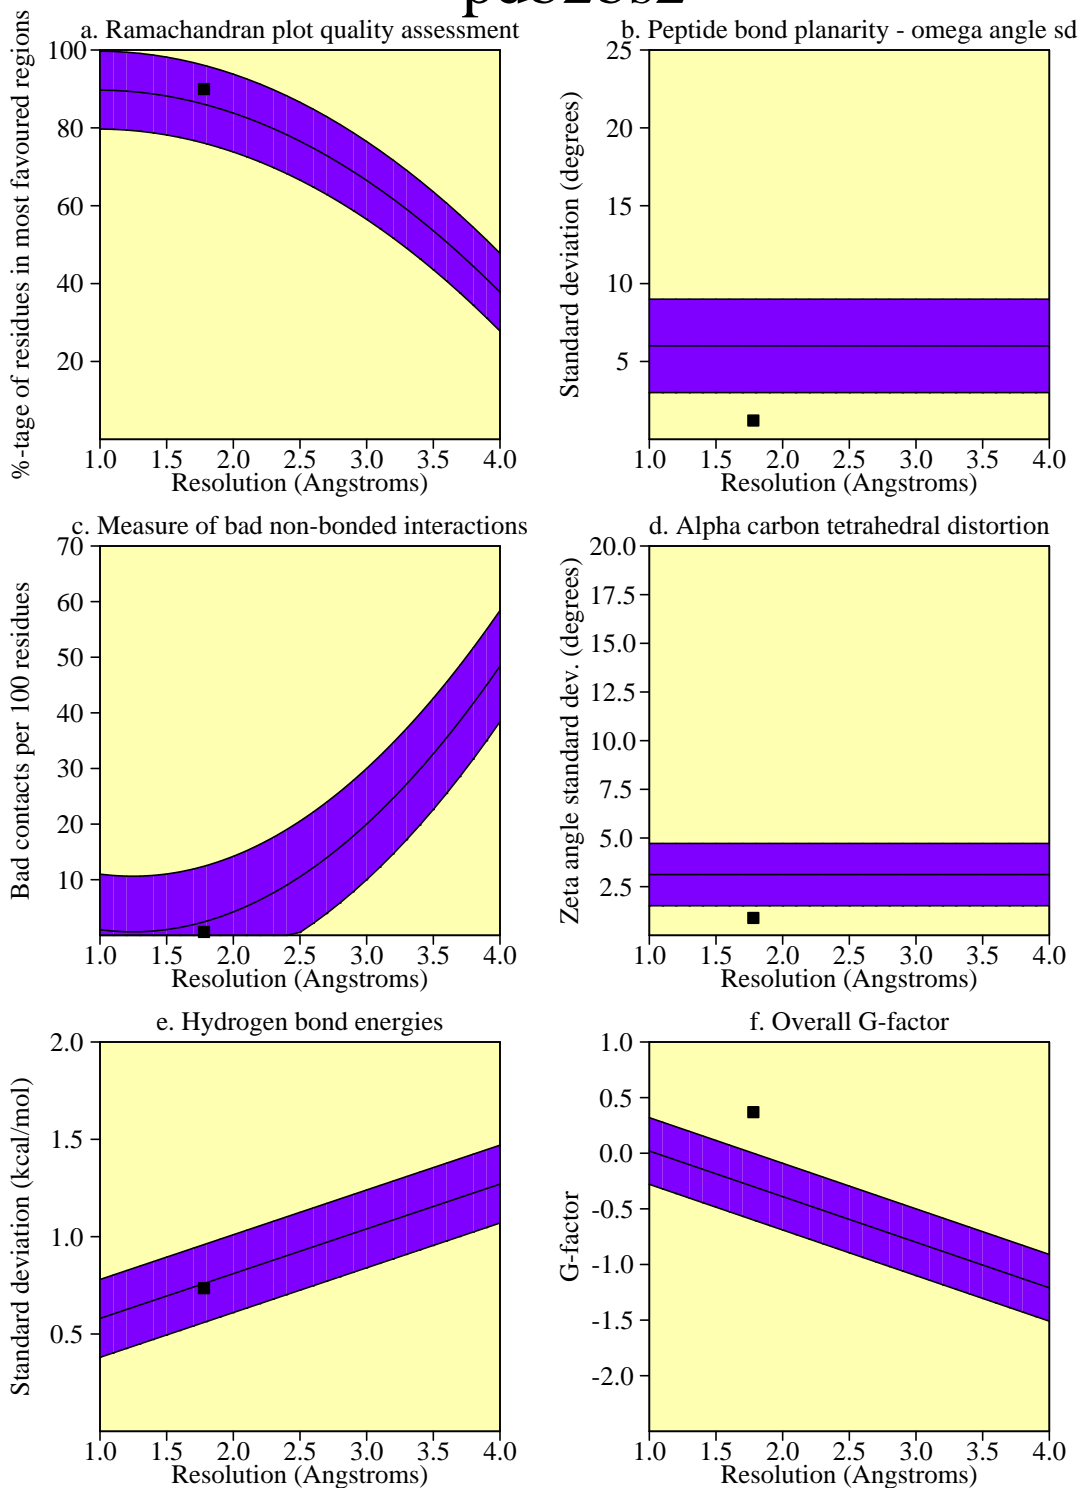 a. Ramachandran plot quality assessment
%-tage of residues in most favoured regions
100
80
60
40
20
1.0 1.5 2.0 2.5 3.0 3.5 4.0
Resolution (Angstroms)
b. Peptide bond planarity - omega angle sd
Standard deviation (degrees)
25
20
15
10
5
1.0 1.5 2.0 2.5 3.0 3.5 4.0
Resolution (Angstroms)
c. Measure of bad non-bonded interactions
Bad contacts per 100 residues
70
60
50
40
30
20
10
1.0 1.5 2.0 2.5 3.0 3.5 4.0
Resolution (Angstroms)
d. Alpha carbon tetrahedral distortion
Zeta angle standard dev. (degrees)
20.0
17.5
15.0
12.5
10.0
7.5
5.0
2.5
1.0 1.5 2.0 2.5 3.0 3.5 4.0
Resolution (Angstroms)
e. Hydrogen bond energies
Standard deviation (kcal/mol)
2.0
1.5
1.0
0.5
1.0 1.5 2.0 2.5 3.0 3.5 4.0
Resolution (Angstroms)
f. Overall G-factor
G-factor
1.0
0.5
0.0
-0.5
-1.0
-1.5
-2.0
1.0 1.5 2.0 2.5 3.0 3.5 4.0
Resolution (Angstroms)